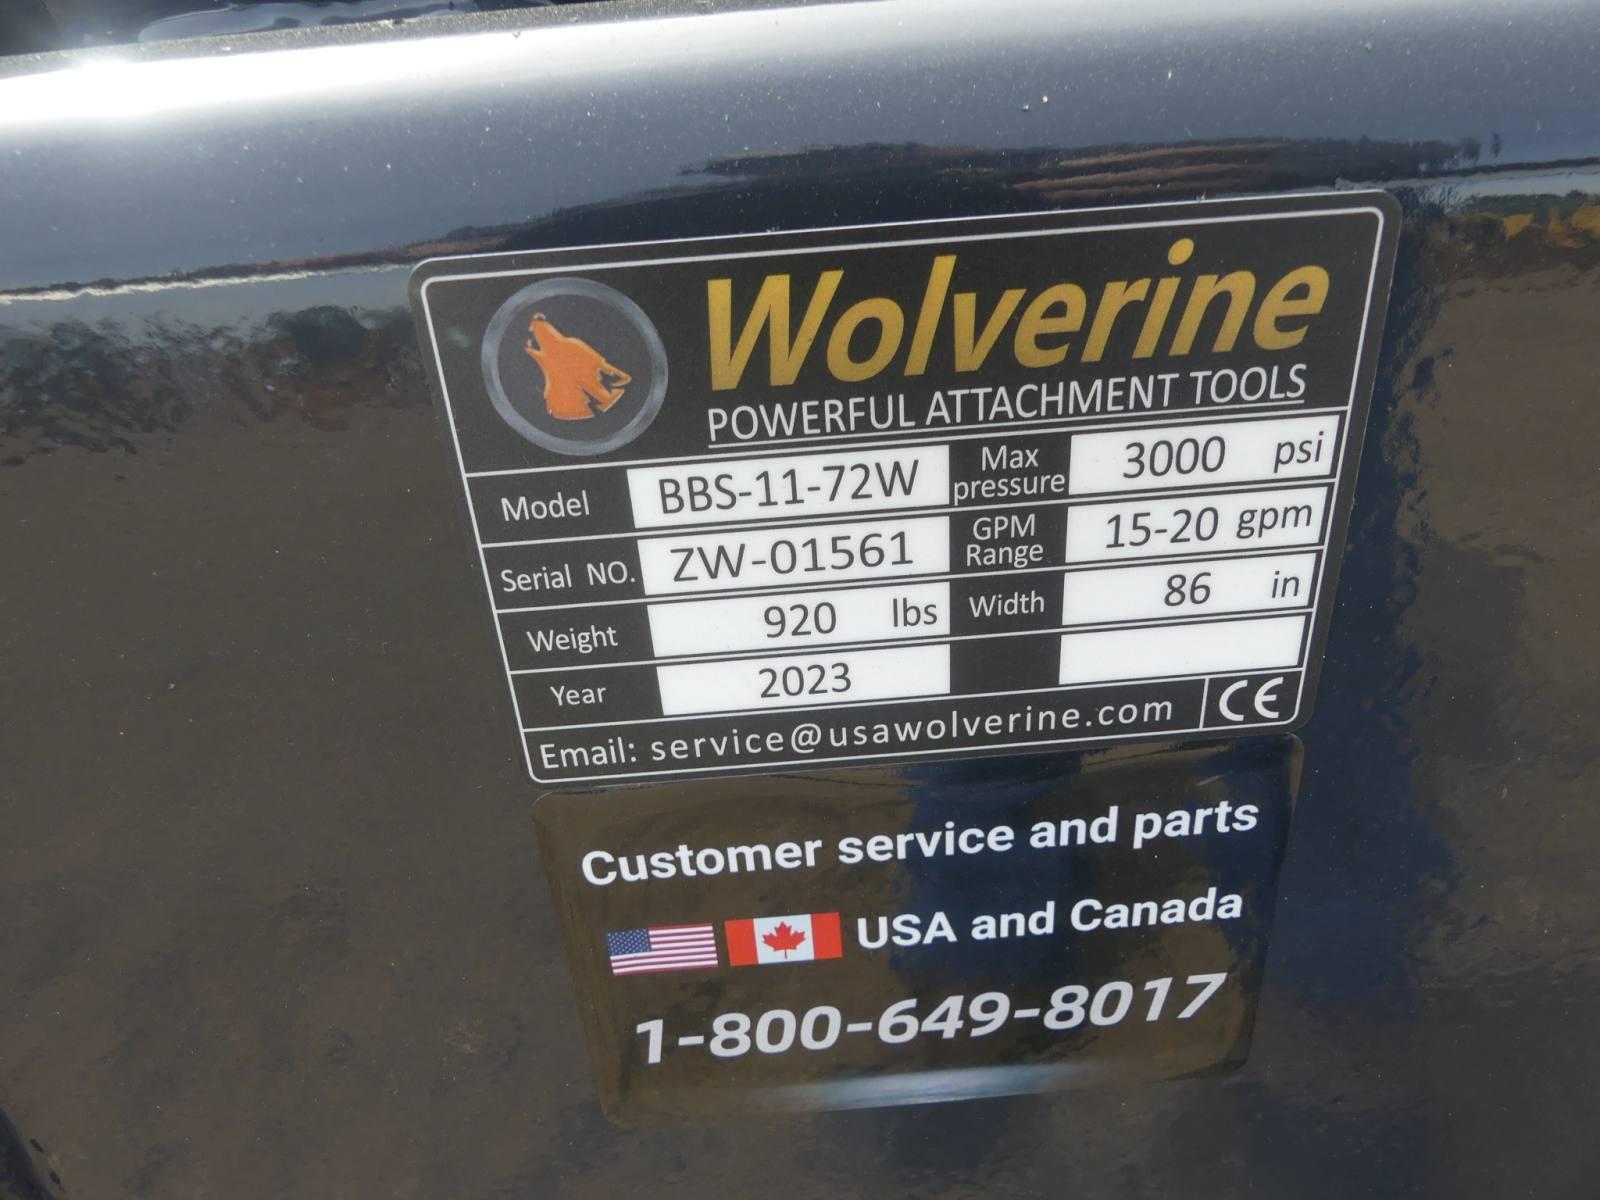 Wolverine
POWERFUL ATTACHMENT TOOLS
Model BBS-11-72W Max pressure 3000 psi
Serial NO. ZW-01561 GPM Range 15-20 gpm
Weight 920 lbs Width 86 in
Year 2023
Email: service@usawolverine.com CE
Customer service and parts
USA and Canada
1-800-649-8017